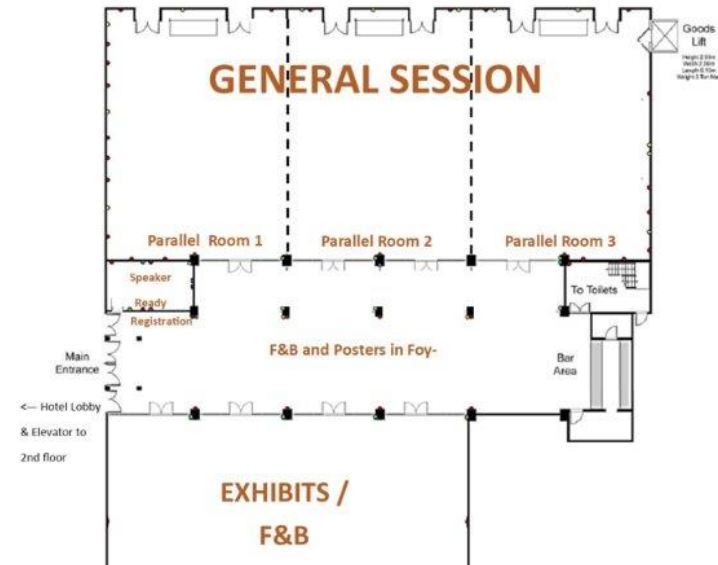 Goods
Lift
GENERAL SESSION
Parallel Room 1
Parallel Room 2
Parallel Room 3
Speaker
Ready
Registration
To Toilets
F&B and Posters in Foy-
Main
Entrance
Bar
Area
<--- Hotel Lobby
& Elevator to
2nd floor
EXHIBITS /
F&B